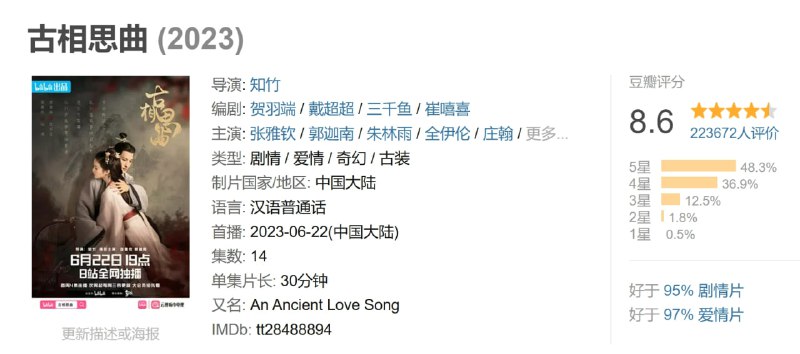 古相思曲 (2023)
bilibili 出品
古相思曲
6月22日 19点
B站全网独播
更新描述或海报
导演: 知竹
编剧: 贺羽端 / 戴超超 / 三千鱼 / 崔嘻喜
主演: 张雅钦 / 郭迦南 / 朱林雨 / 全伊伦 / 庄翰 / 更多...
类型: 剧情 / 爱情 / 奇幻 / 古装
制片国家/地区: 中国大陆
语言: 汉语普通话
首播: 2023-06-22(中国大陆)
集数: 14
单集片长: 30分钟
又名: An Ancient Love Song
IMDb: tt28488894
豆瓣评分
8.6
223672人评价
5星 48.3%
4星 36.9%
3星 12.5%
2星 1.8%
1星 0.5%
好于 95% 剧情片
好于 97% 爱情片